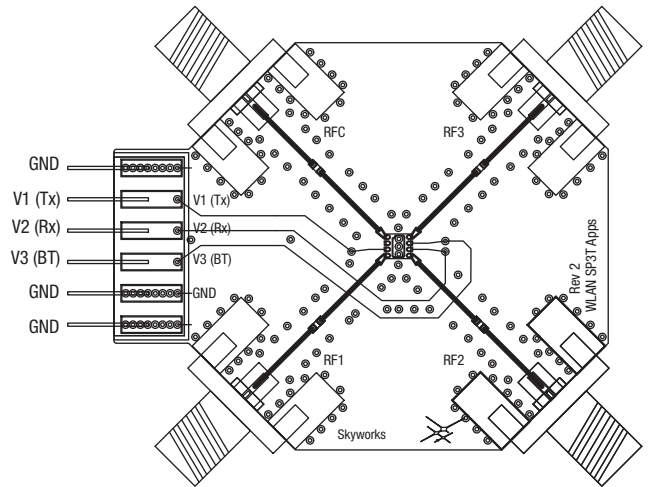 RFC
RF3
GND
V1 (Tx)
V1 (Tx)
V2 (Rx)
V2 (Rx)
V3 (BT)
V3 (BT)
GND
GND
GND
Rev 2
WLAN SP3T Apps
RF1
RF2
Skyworks